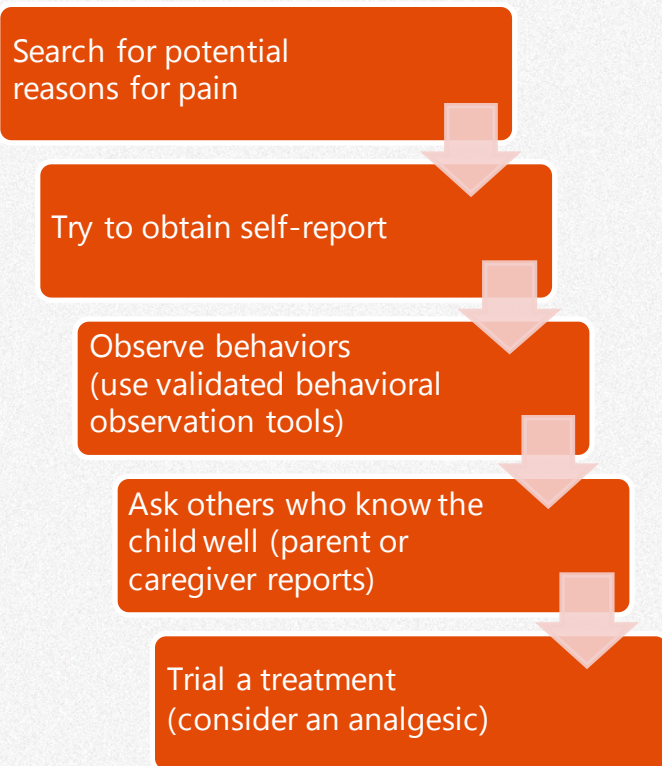 Search for potential
reasons for pain
Try to obtain self-report
Observe behaviors
(use validated behavioral
observation tools)
Ask others who know the
child well (parent or
caregiver reports)
Trial a treatment
(consider an analgesic)